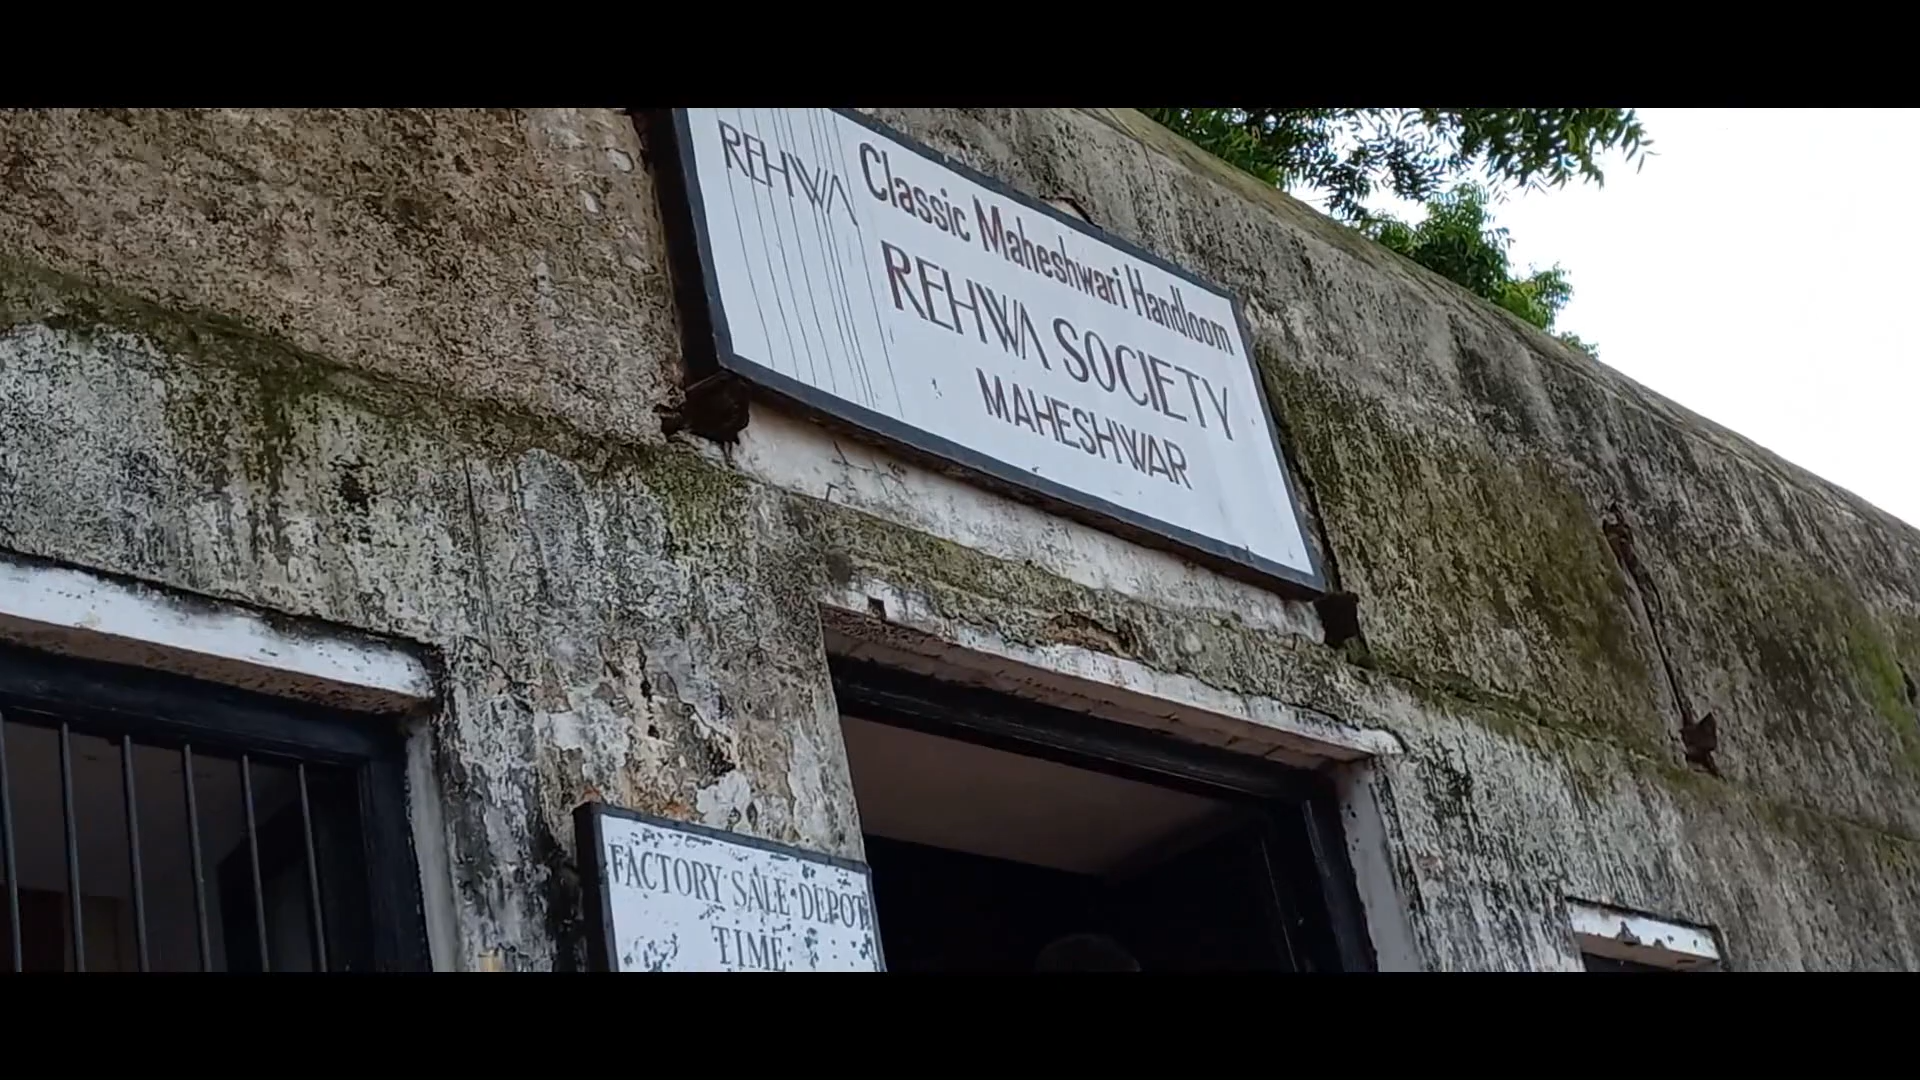 REHWA
Classic Maheshwari Handloom
REHWA SOCIETY
MAHESHWAR
FACTORY SALE DEPOT
TIME